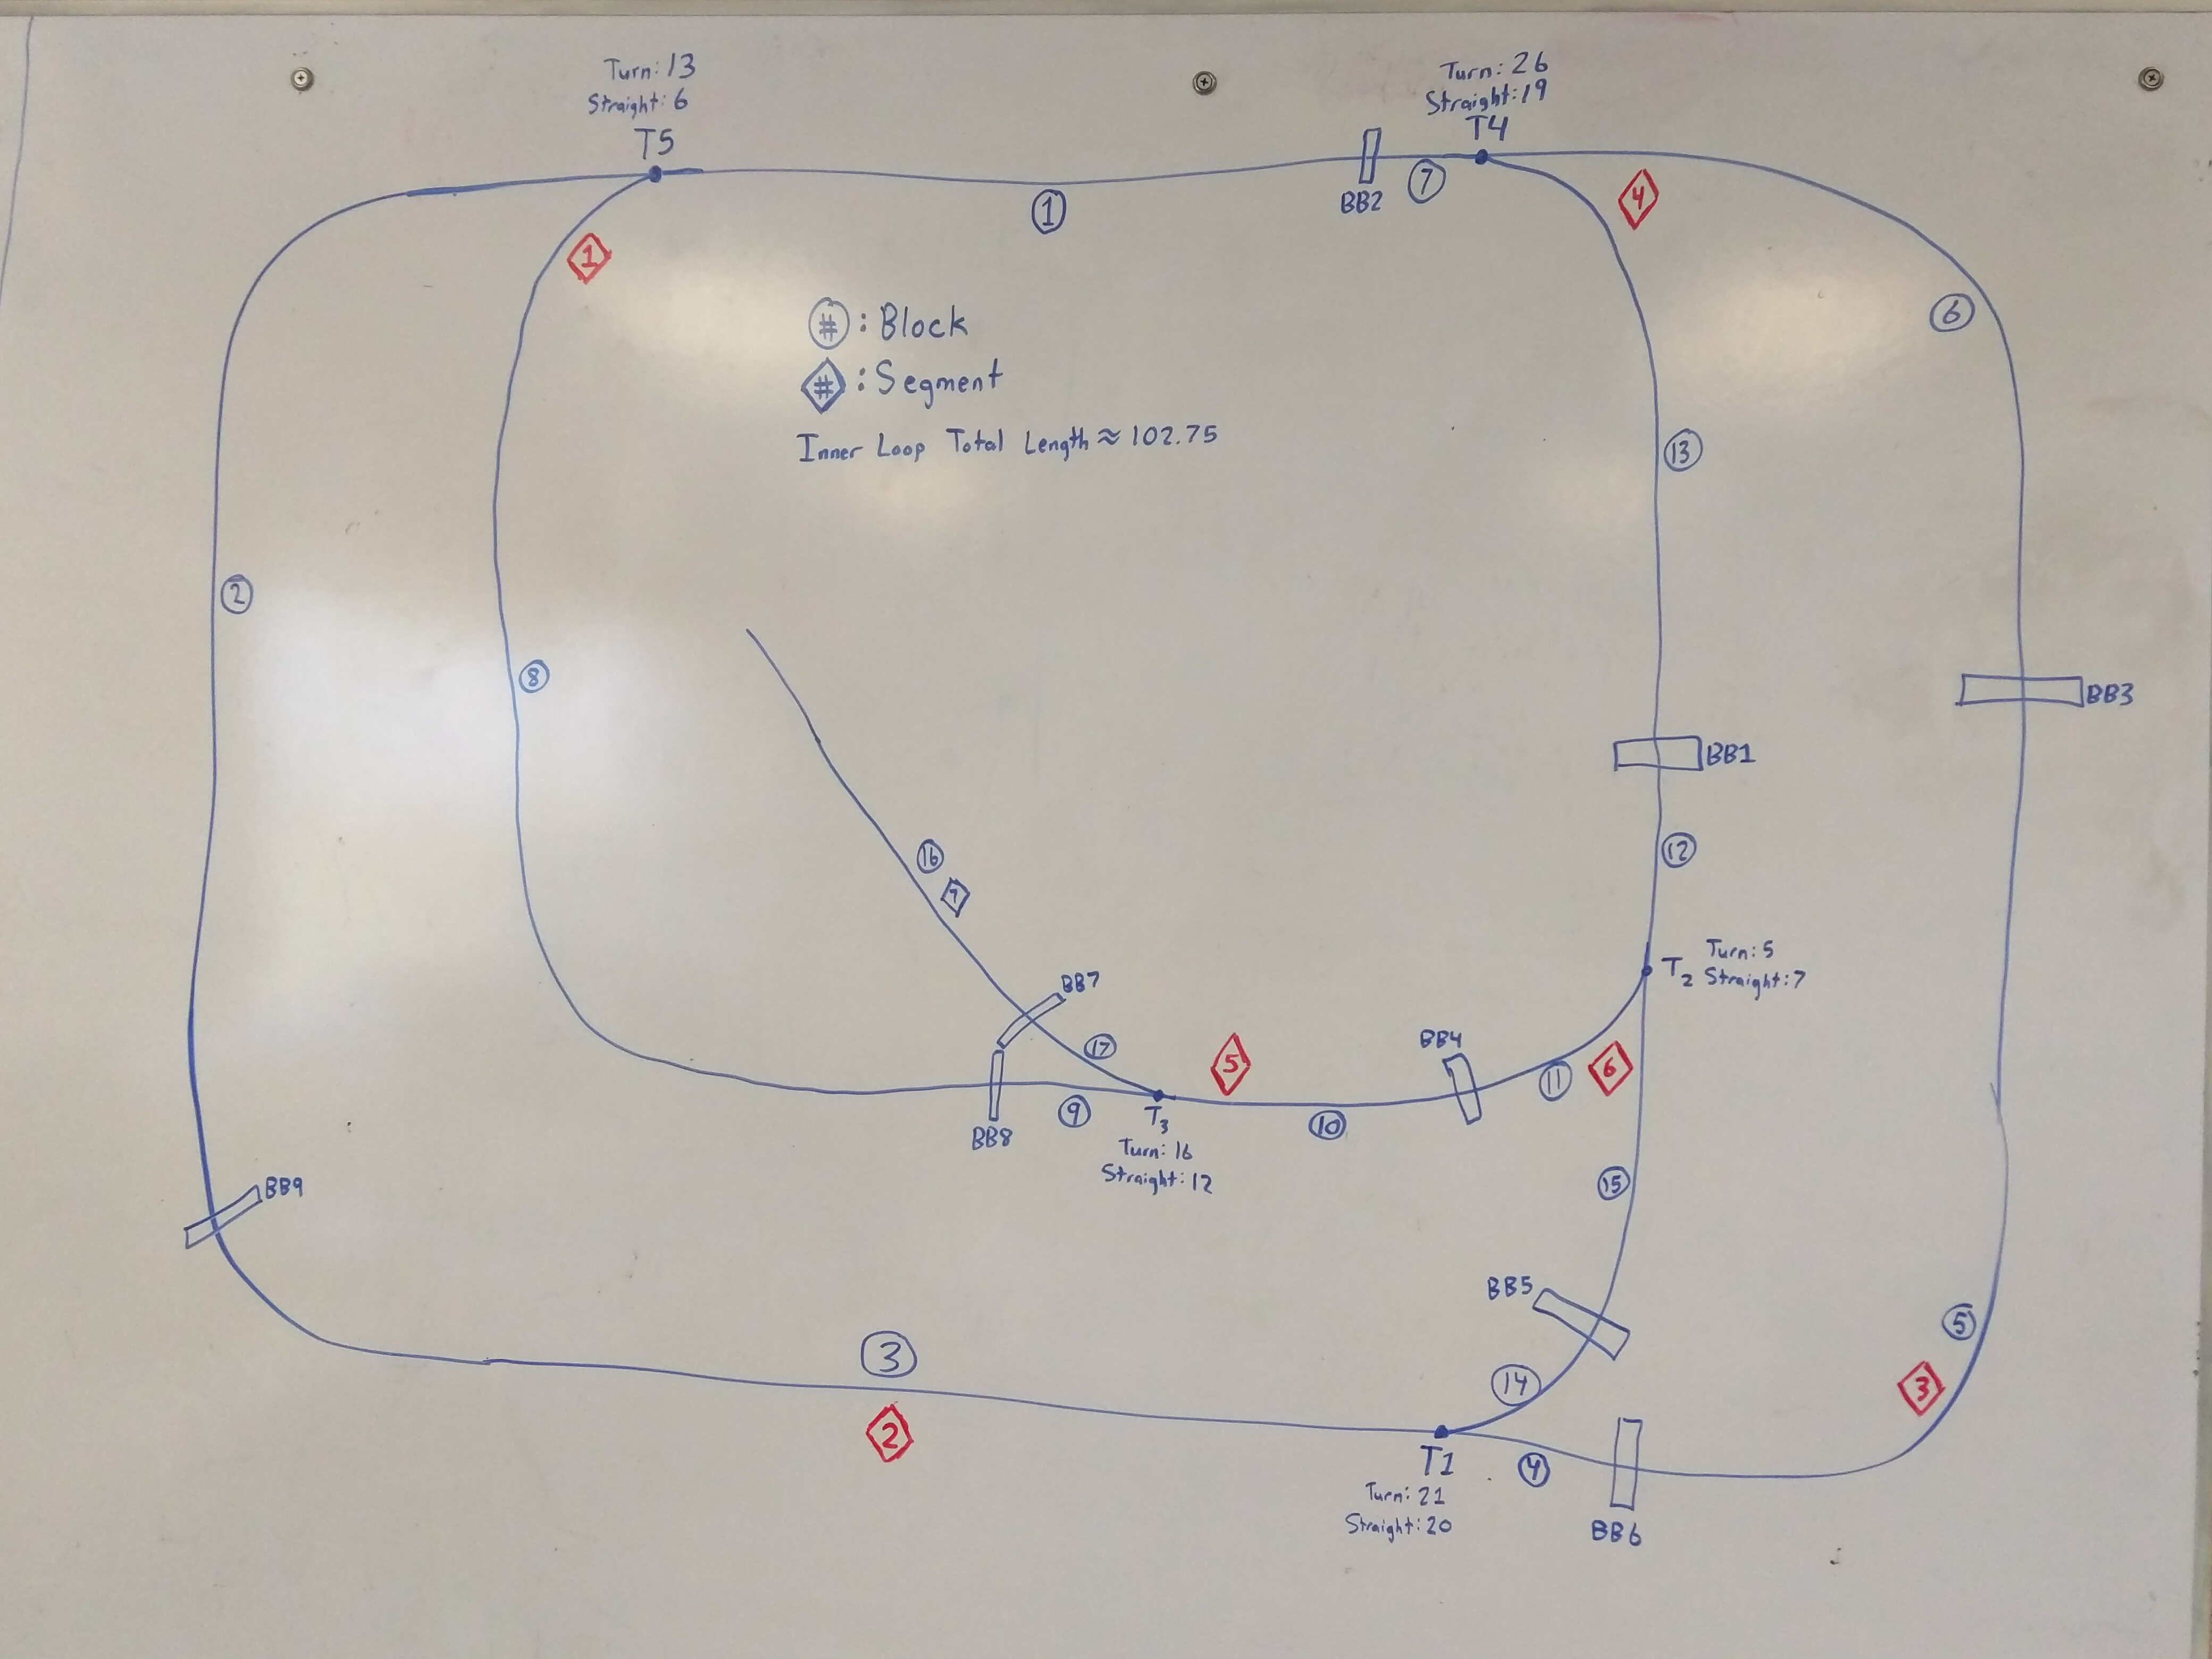 Turn: 13
Straight: 6
T5
Turn: 26
Straight: 19
T4
BB2
7
1
4
1
#: Block
#: Segment
Inner Loop Total Length ≈ 102.75
6
13
2
8
BB3
BB1
12
16
T2
Turn: 5
Straight: 7
BB7
17
5
BB4
11
6
9
T3
10
BB8
Turn: 16
Straight: 12
BB9
15
BB5
5
3
14
3
2
T1
4
Turn: 21
Straight: 20
BB6